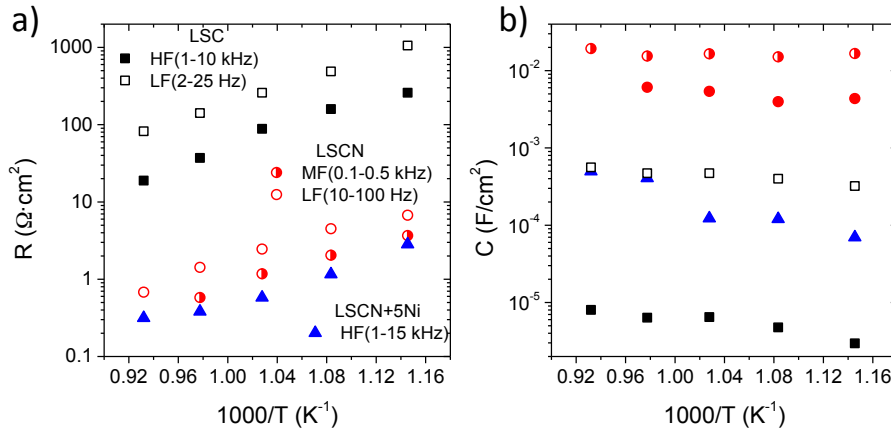 a)
LSC
HF(1-10 kHz)
LF(2-25 Hz)
LSCN
MF(0.1-0.5 kHz)
LF(10-100 Hz)
LSCN+5Ni
HF(1-15 kHz)
R (Ω·cm²)
1000
100
10
1
0.1
0.92 0.96 1.00 1.04 1.08 1.12 1.16
1000/T (K⁻¹)
b)
C (F/cm²)
10⁻²
10⁻³
10⁻⁴
10⁻⁵
0.92 0.96 1.00 1.04 1.08 1.12 1.16
1000/T (K⁻¹)